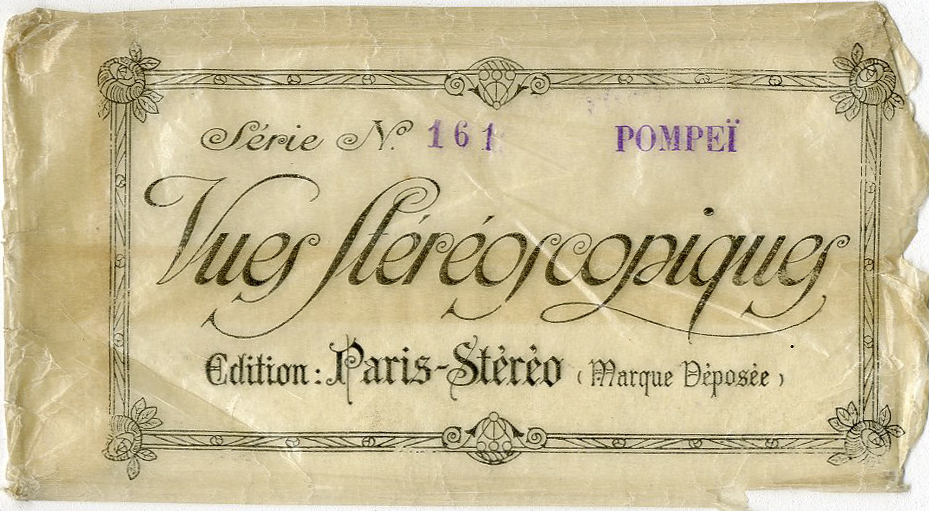 Série N. 161 POMPEÏ
Vues Stéréoscopiques
Edition: Paris-Stéréo (Marque Déposée)